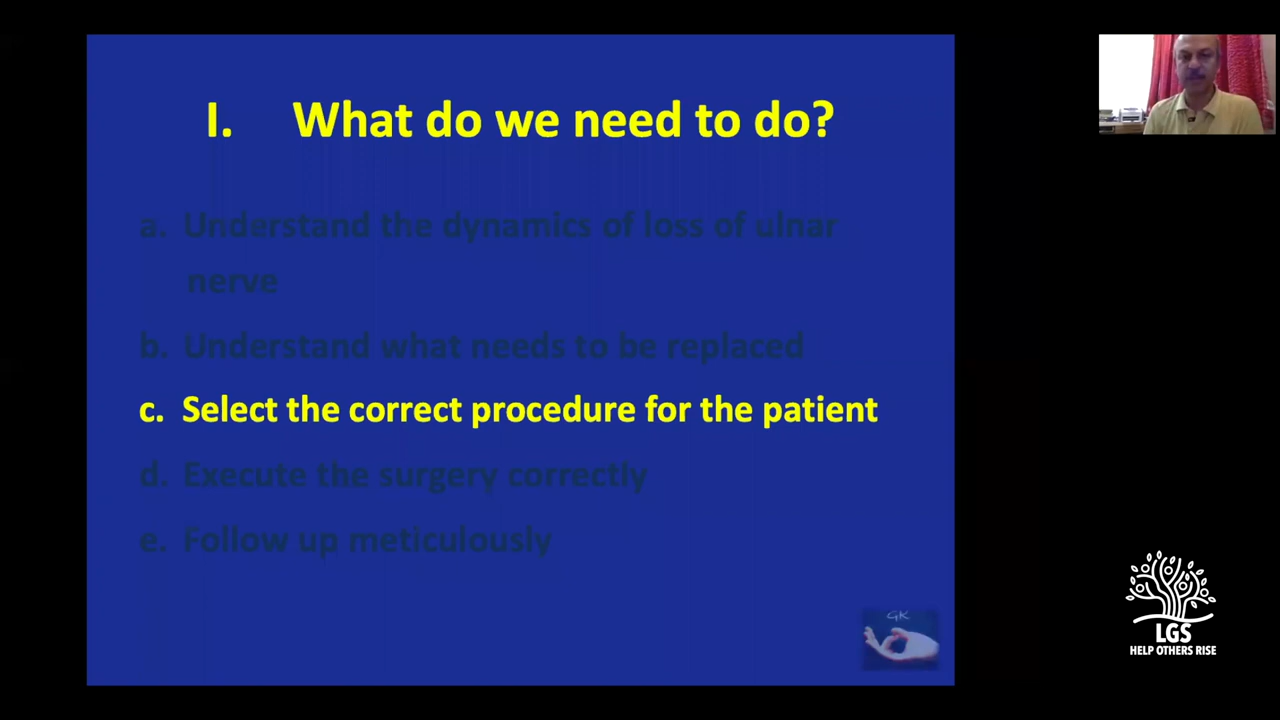 I. What do we need to do?
a. Understand the dynamics of loss of ulnar
nerve
b. Understand what needs to be replaced
c. Select the correct procedure for the patient
d. Execute the surgery correctly
e. Follow up meticulously
GK
LGS
HELP OTHERS RISE